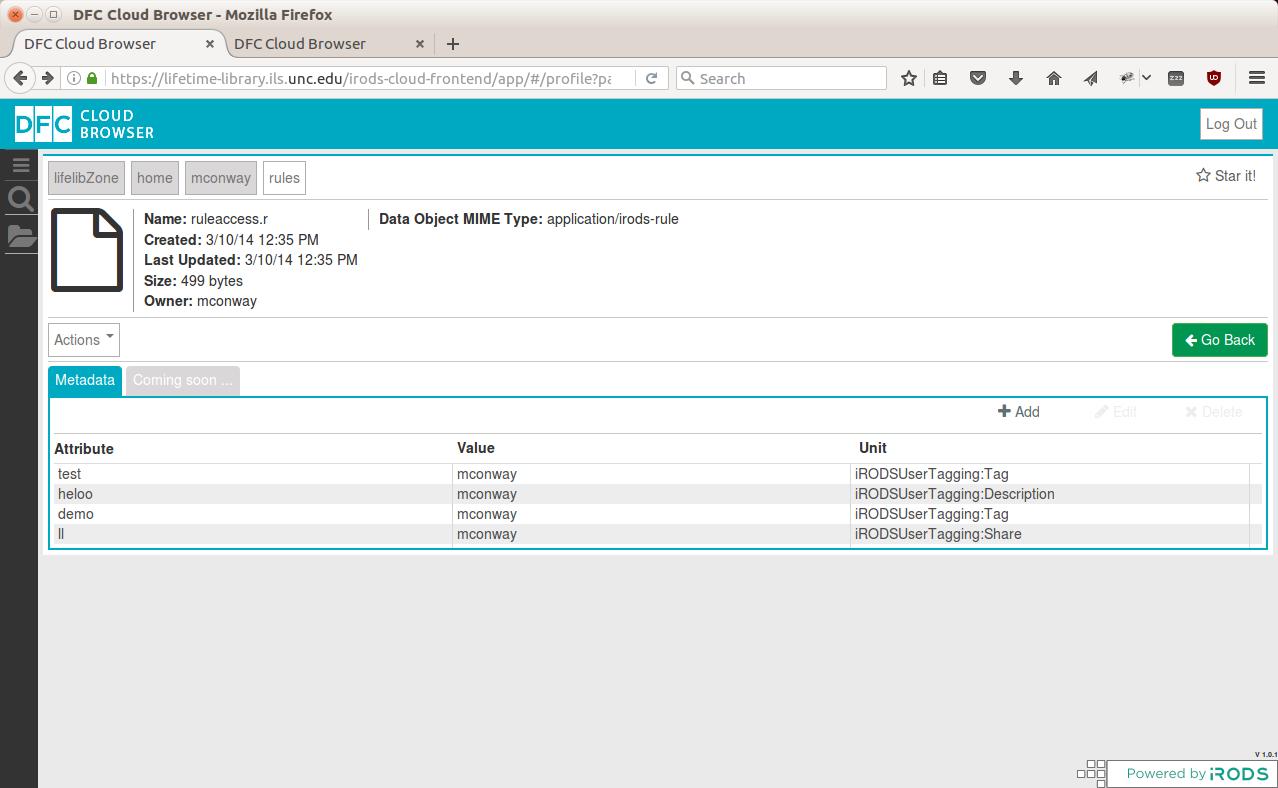 DFC Cloud Browser - Mozilla Firefox
DFC Cloud Browser × DFC Cloud Browser × +
https://lifetime-library.ils.unc.edu/irods-cloud-frontend/app/#/profile?pa Search
DFC CLOUD BROWSER Log Out
lifelibZone home mconway rules Star it!
Name: ruleaccess.r Data Object MIME Type: application/irods-rule
Created: 3/10/14 12:35 PM
Last Updated: 3/10/14 12:35 PM
Size: 499 bytes
Owner: mconway
Actions Go Back
Metadata Coming soon ...
Add Edit Delete
Attribute Value Unit
test mconway iRODSUserTagging:Tag
heloo mconway iRODSUserTagging:Description
demo mconway iRODSUserTagging:Tag
ll mconway iRODSUserTagging:Share
V 1.0.1
Powered by iRODS